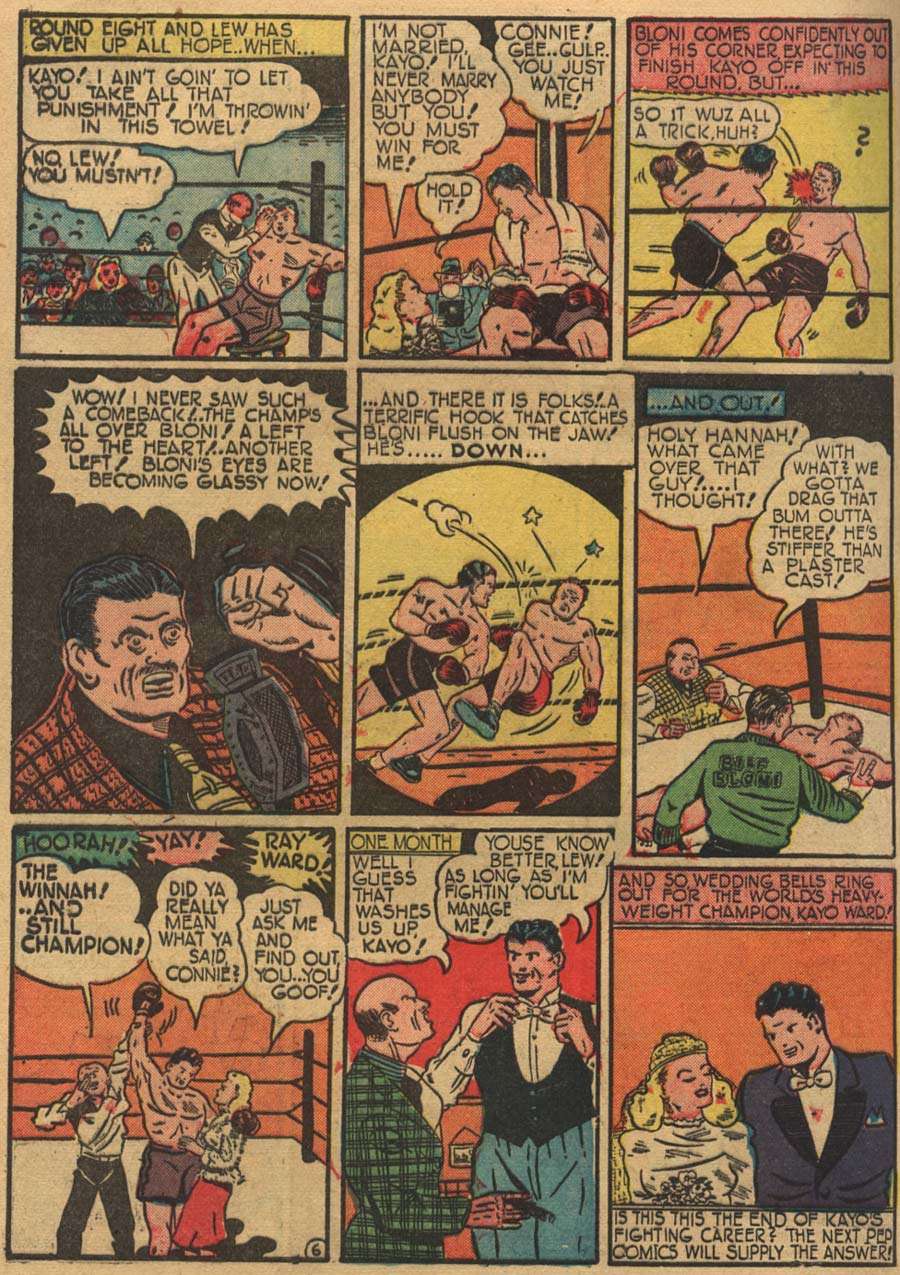 ROUND EIGHT AND LEW HAS
GIVEN UP ALL HOPE..WHEN...
KAYO!. I AIN'T GOIN' TO LET
YOU TAKE ALL THAT
PUNISHMENT! I'M THROWIN'
IN THIS TOWEL!
NO, LEW!
YOU MUSTN'T!
I'M NOT
MARRIED,
KAYO! I'LL
NEVER MARRY
ANYBODY
BUT YOU!
YOU MUST
WIN FOR
ME!
CONNIE!
GEE..GULP..
YOU JUST
WATCH
ME!
HOLD
IT!
BLONI COMES CONFIDENTLY OUT
OF HIS CORNER EXPECTING TO
FINISH KAYO OFF IN THIS
ROUND, BUT...
SO IT WUZ ALL
A TRICK, HUH?
?
WOW! I NEVER SAW SUCH
A COMEBACK!..THE CHAMP'S
ALL OVER BLONI! A LEFT
TO THE HEART!..ANOTHER
LEFT! BLONI'S EYES ARE
BECOMING GLASSY NOW!
...AND THERE IT IS FOLKS!.A
TERRIFIC HOOK THAT CATCHES
BLONI FLUSH ON THE JAW!
HE'S..... DOWN...
...AND OUT!
HOLY HANNAH!
WHAT CAME
OVER THAT
GUY!....I
THOUGHT!
WITH
WHAT? WE
GOTTA
DRAG THAT
BUM OUTTA
THERE! HE'S
STIFFER THAN
A PLASTER
CAST!
BLONI
HOORAH!
YAY!
RAY
WARD!
THE
WINNAH!
..AND
STILL
CHAMPION!
DID YA
REALLY
MEAN
WHAT YA
SAID,
CONNIE?
JUST
ASK ME
AND
FIND OUT,
YOU...YOU
GOOF!
6
ONE MONTH
WELL I
GUESS
THAT
WASHES
US UP,
KAYO!
YOUSE KNOW
BETTER, LEW!
AS LONG AS I'M
FIGHTIN' YOU'LL
MANAGE
ME!
AND SO, WEDDING BELLS RING
OUT FOR THE WORLD'S HEAVY-
WEIGHT CHAMPION, KAYO WARD!
IS THIS THIS THE END OF KAYO'S
FIGHTING CAREER? THE NEXT PEP
COMICS WILL SUPPLY THE ANSWER!